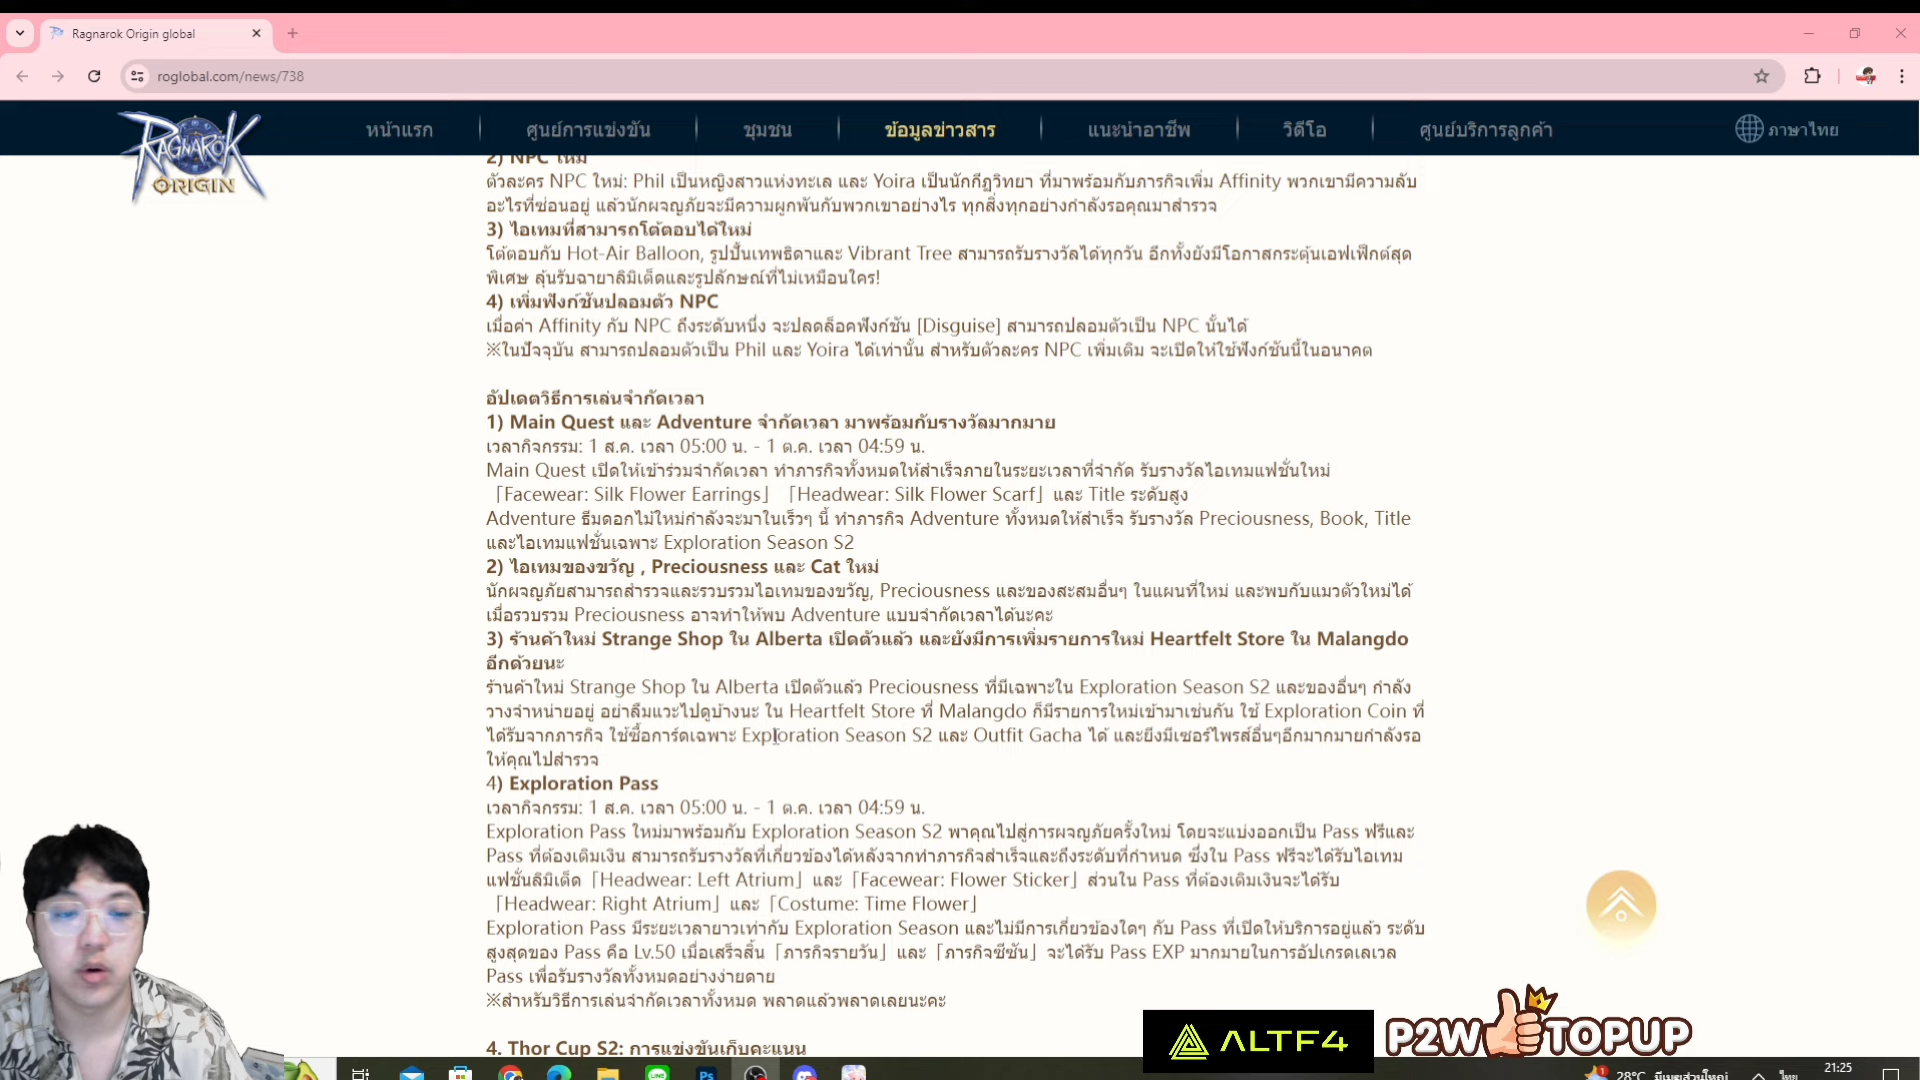 Ragnarok Origin global
roglobal.com/news/738
RAGNAROK
ORIGIN
หน้าแรก
ศูนย์การแข่งขัน
ชุมชน
ข้อมูลข่าวสาร
แนะนำอาชีพ
วิดีโอ
ศูนย์บริการลูกค้า
ภาษาไทย
2) NPC ใหม่
ตัวละคร NPC ใหม่: Phil เป็นหญิงสาวแห่งทะเล และ Yoira เป็นนักกีฏวิทยา ที่มาพร้อมกับภารกิจเพิ่ม Affinity พวกเขามีความลับ
อะไรที่ซ่อนอยู่ แล้วนักผจญภัยจะมีความผูกพันกับพวกเขาอย่างไร ทุกสิ่งทุกอย่างกำลังรอคุณมาสำรวจ
3) ไอเทมที่สามารถโต้ตอบได้ใหม่
โต้ตอบกับ Hot-Air Balloon, รูปปั้นเทพธิดาและ Vibrant Tree สามารถรับรางวัลได้ทุกวัน อีกทั้งยังมีโอกาสกระตุ้นเอฟเฟ็กต์สุด
พิเศษ ลุ้นรับฉายาลิมิเต็ดและรูปลักษณ์ที่ไม่เหมือนใคร!
4) เพิ่มฟังก์ชันปลอมตัว NPC
เมื่อค่า Affinity กับ NPC ถึงระดับหนึ่ง จะปลดล็อคฟังก์ชัน [Disguise] สามารถปลอมตัวเป็น NPC นั้นได้
※ในปัจจุบัน สามารถปลอมตัวเป็น Phil และ Yoira ได้เท่านั้น สำหรับตัวละคร NPC เพิ่มเติม จะเปิดให้ใช้ฟังก์ชันนี้ในอนาคต
อัปเดตวิธีการเล่นจำกัดเวลา
1) Main Quest และ Adventure จำกัดเวลา มาพร้อมกับรางวัลมากมาย
เวลากิจกรรม: 1 ส.ค. เวลา 05:00 น. - 1 ต.ค. เวลา 04:59 น.
Main Quest เปิดให้เข้าร่วมจำกัดเวลา ทำภารกิจทั้งหมดให้สำเร็จภายในระยะเวลาที่จำกัด รับรางวัลไอเทมแฟชั่นใหม่
「Facewear: Silk Flower Earrings」「Headwear: Silk Flower Scarf」และ Title ระดับสูง
Adventure ธีมดอกไม้ใหม่กำลังจะมาในเร็วๆ นี้ ทำภารกิจ Adventure ทั้งหมดให้สำเร็จ รับรางวัล Preciousness, Book, Title
และไอเทมแฟชั่นเฉพาะ Exploration Season S2
2) ไอเทมของขวัญ , Preciousness และ Cat ใหม่
นักผจญภัยสามารถสำรวจและรวบรวมไอเทมของขวัญ, Preciousness และของสะสมอื่นๆ ในแผนที่ใหม่ และพบกับแมวตัวใหม่ได้
เมื่อรวบรวม Preciousness อาจทำให้พบ Adventure แบบจำกัดเวลาได้นะคะ
3) ร้านค้าใหม่ Strange Shop ใน Alberta เปิดตัวแล้ว และยังมีการเพิ่มรายการใหม่ Heartfelt Store ใน Malangdo
อีกด้วยนะ
ร้านค้าใหม่ Strange Shop ใน Alberta เปิดตัวแล้ว Preciousness ที่มีเฉพาะใน Exploration Season S2 และของอื่นๆ กำลัง
วางจำหน่ายอยู่ อย่าลืมแวะไปดูบ้างนะ ใน Heartfelt Store ที่ Malangdo ก็มีรายการใหม่เข้ามาเช่นกัน ใช้ Exploration Coin ที่
ได้รับจากภารกิจ ใช้ซื้อการ์ดเฉพาะ Exploration Season S2 และ Outfit Gacha ได้ และยังมีเซอร์ไพรส์อื่นๆอีกมากมายกำลังรอ
ให้คุณไปสำรวจ
4) Exploration Pass
เวลากิจกรรม: 1 ส.ค. เวลา 05:00 น. - 1 ต.ค. เวลา 04:59 น.
Exploration Pass ใหม่มาพร้อมกับ Exploration Season S2 พาคุณไปสู่การผจญภัยครั้งใหม่ โดยจะแบ่งออกเป็น Pass ฟรีและ
Pass ที่ต้องเติมเงิน สามารถรับรางวัลที่เกี่ยวข้องได้หลังจากทำภารกิจสำเร็จและถึงระดับที่กำหนด ซึ่งใน Pass ฟรีจะได้รับไอเทม
แฟชั่นลิมิเต็ด「Headwear: Left Atrium」และ「Facewear: Flower Sticker」ส่วนใน Pass ที่ต้องเติมเงินจะได้รับ
「Headwear: Right Atrium」และ「Costume: Time Flower」
Exploration Pass มีระยะเวลายาวเท่ากับ Exploration Season และไม่มีการเกี่ยวข้องใดๆ กับ Pass ที่เปิดให้บริการอยู่แล้ว ระดับ
สูงสุดของ Pass คือ Lv.50 เมื่อเสร็จสิ้น「ภารกิจรายวัน」และ「ภารกิจซีซัน」จะได้รับ Pass EXP มากมายในการอัปเกรดเลเวล
Pass เพื่อรับรางวัลทั้งหมดอย่างง่ายดาย
※สำหรับวิธีการเล่นจำกัดเวลาทั้งหมด พลาดแล้วพลาดเลยนะคะ
4. Thor Cup S2: การแข่งขันเก็บคะแนน
ALTF4
P2W TOPUP
28°C มีเมฆส่วนใหญ่
ไทย
21:25